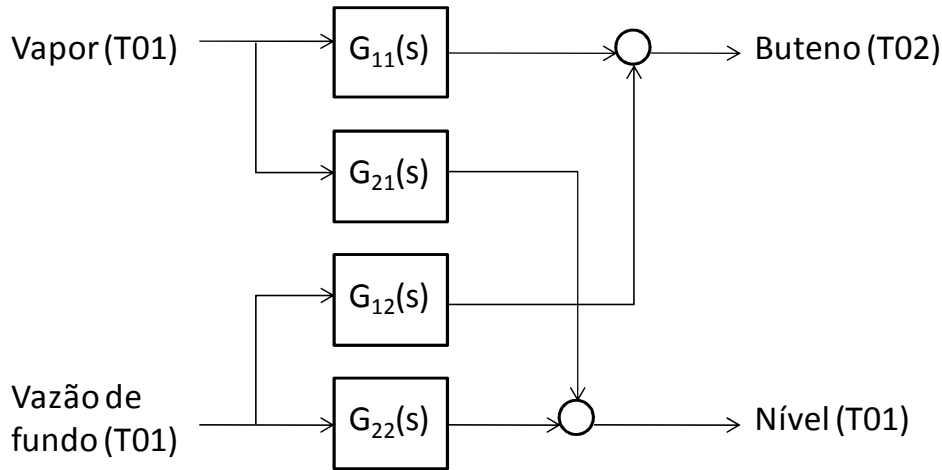 Vapor (T01)
G11(s)
Buteno (T02)
G21(s)
G12(s)
Vazão de
fundo (T01)
G22(s)
Nível (T01)